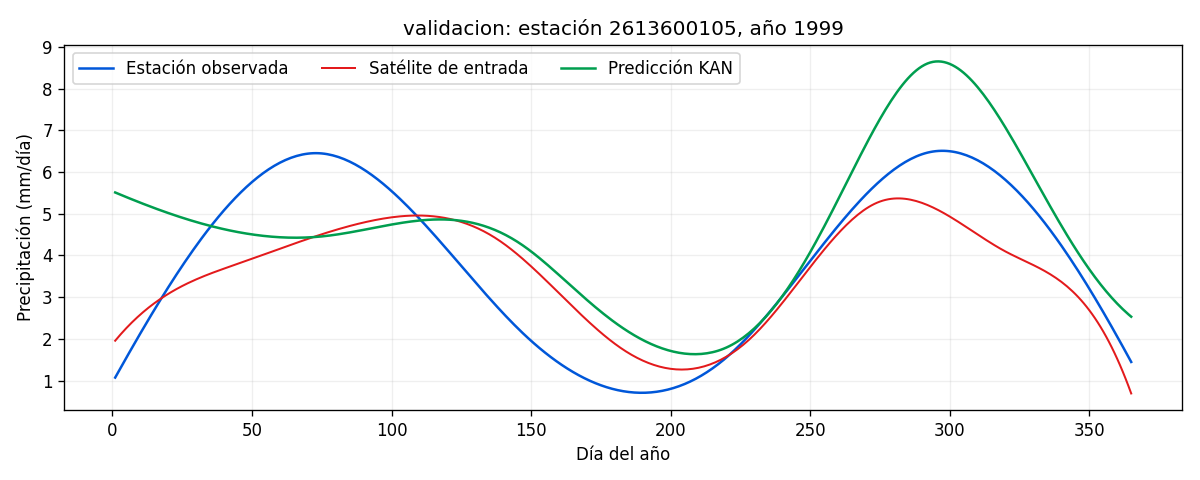 validacion: estación 2613600105, año 1999
Estación observada
Satélite de entrada
Predicción KAN
Precipitación (mm/día)
9
8
7
6
5
4
3
2
1
0 50 100 150 200 250 300 350
Día del año